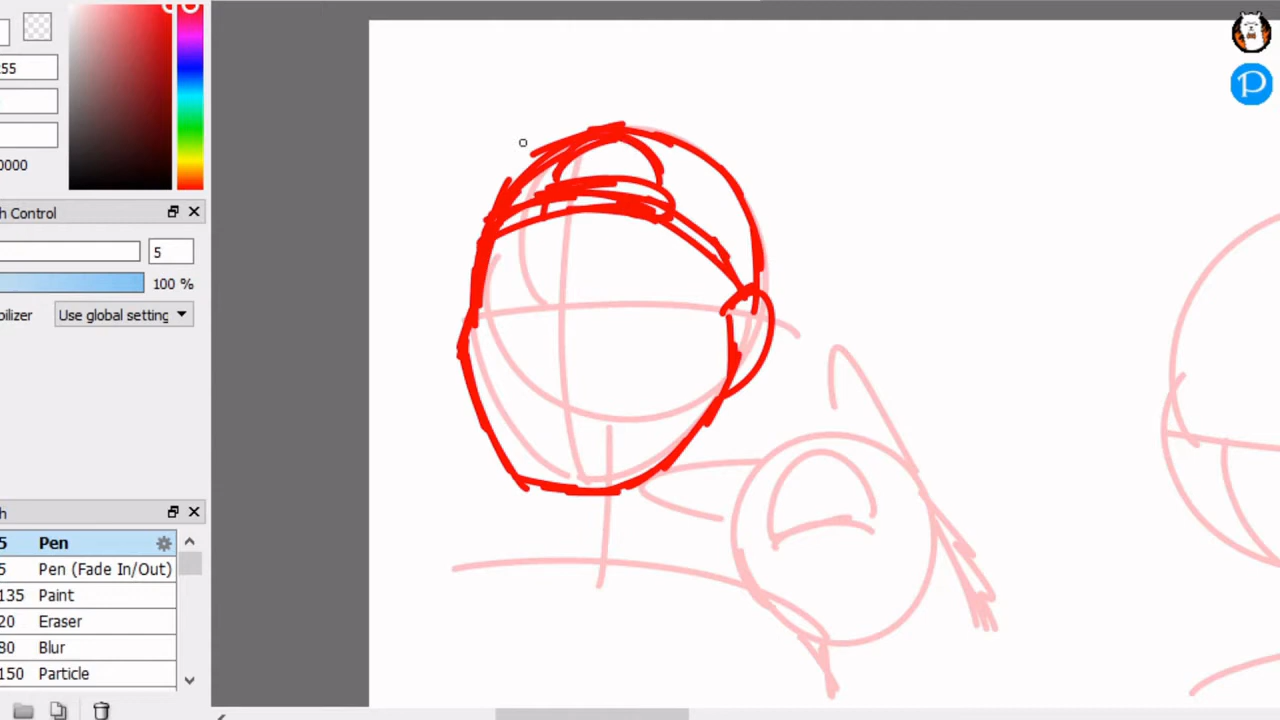 55
0000
h Control
5
100 %
bilizer
Use global setting
h
5 Pen
5 Pen (Fade In/Out)
135 Paint
20 Eraser
80 Blur
150 Particle
P